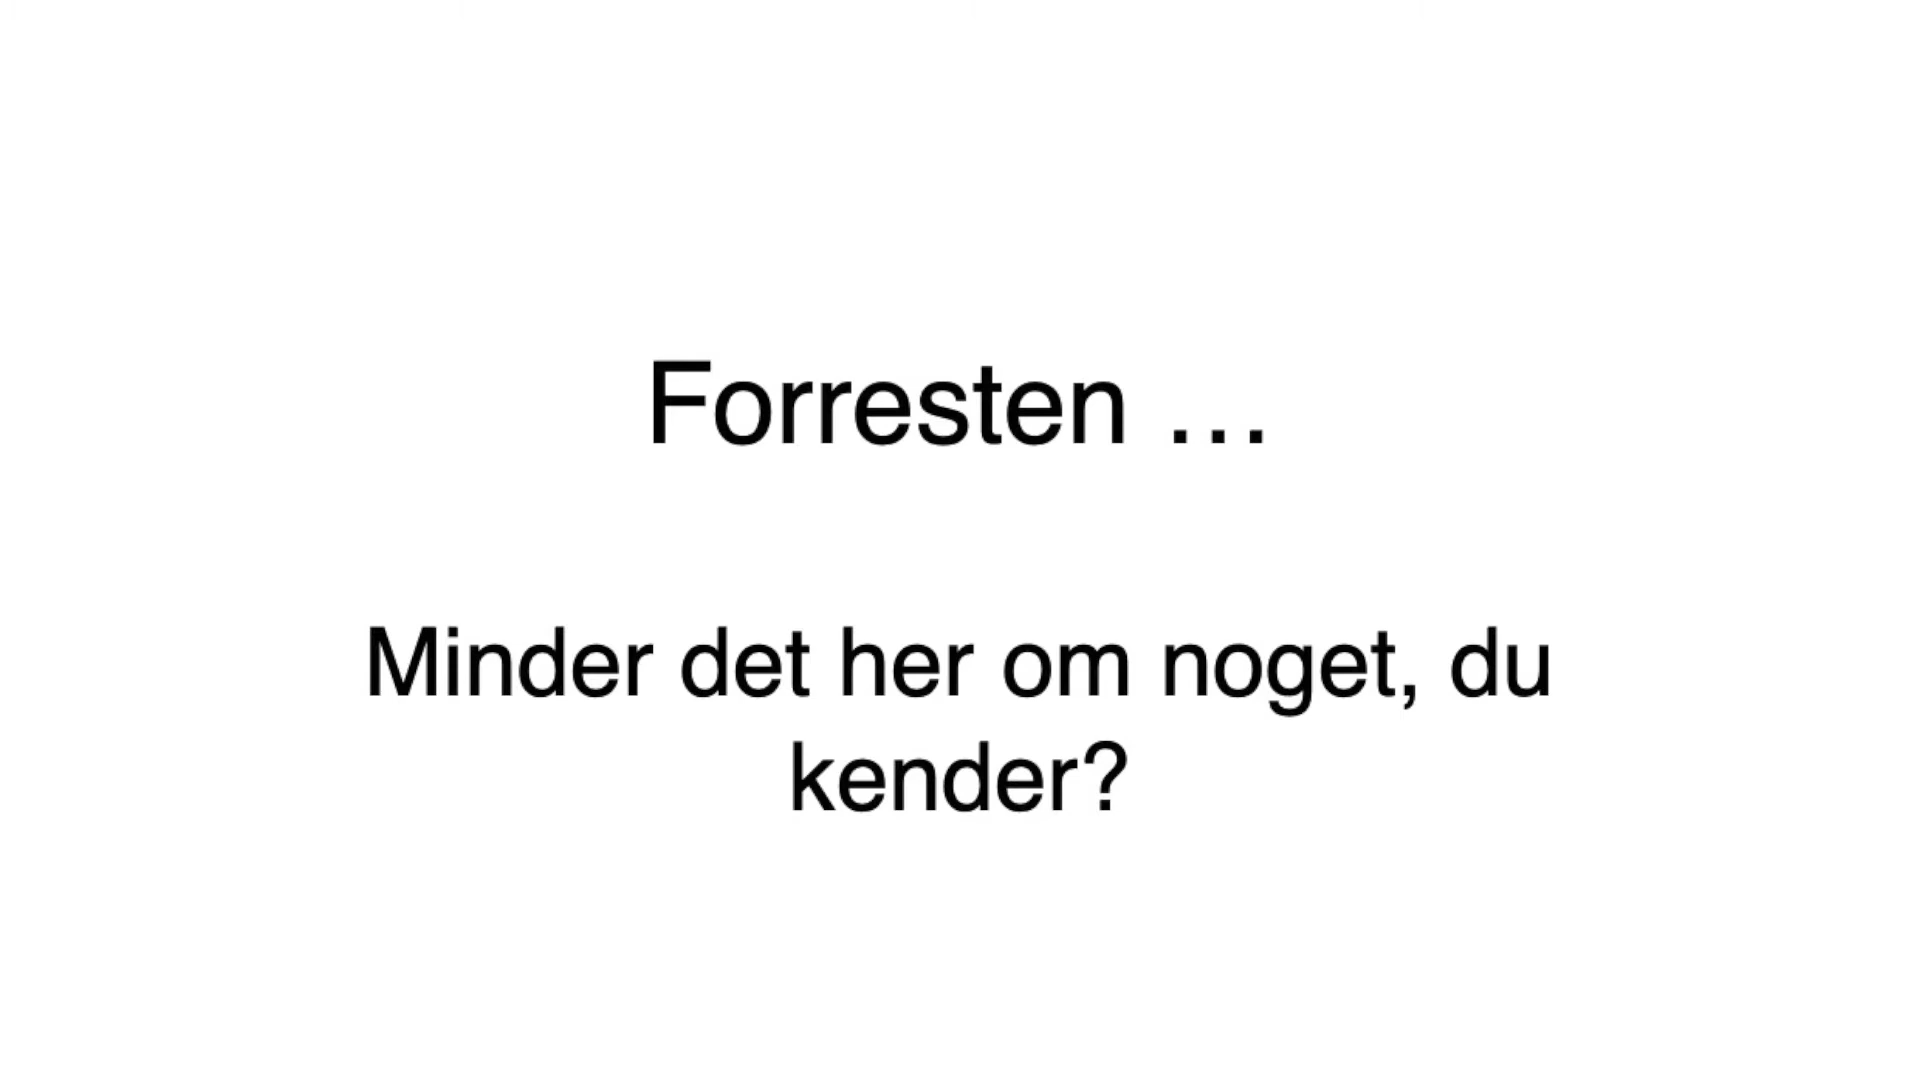 Forresten …
Minder det her om noget, du
kender?